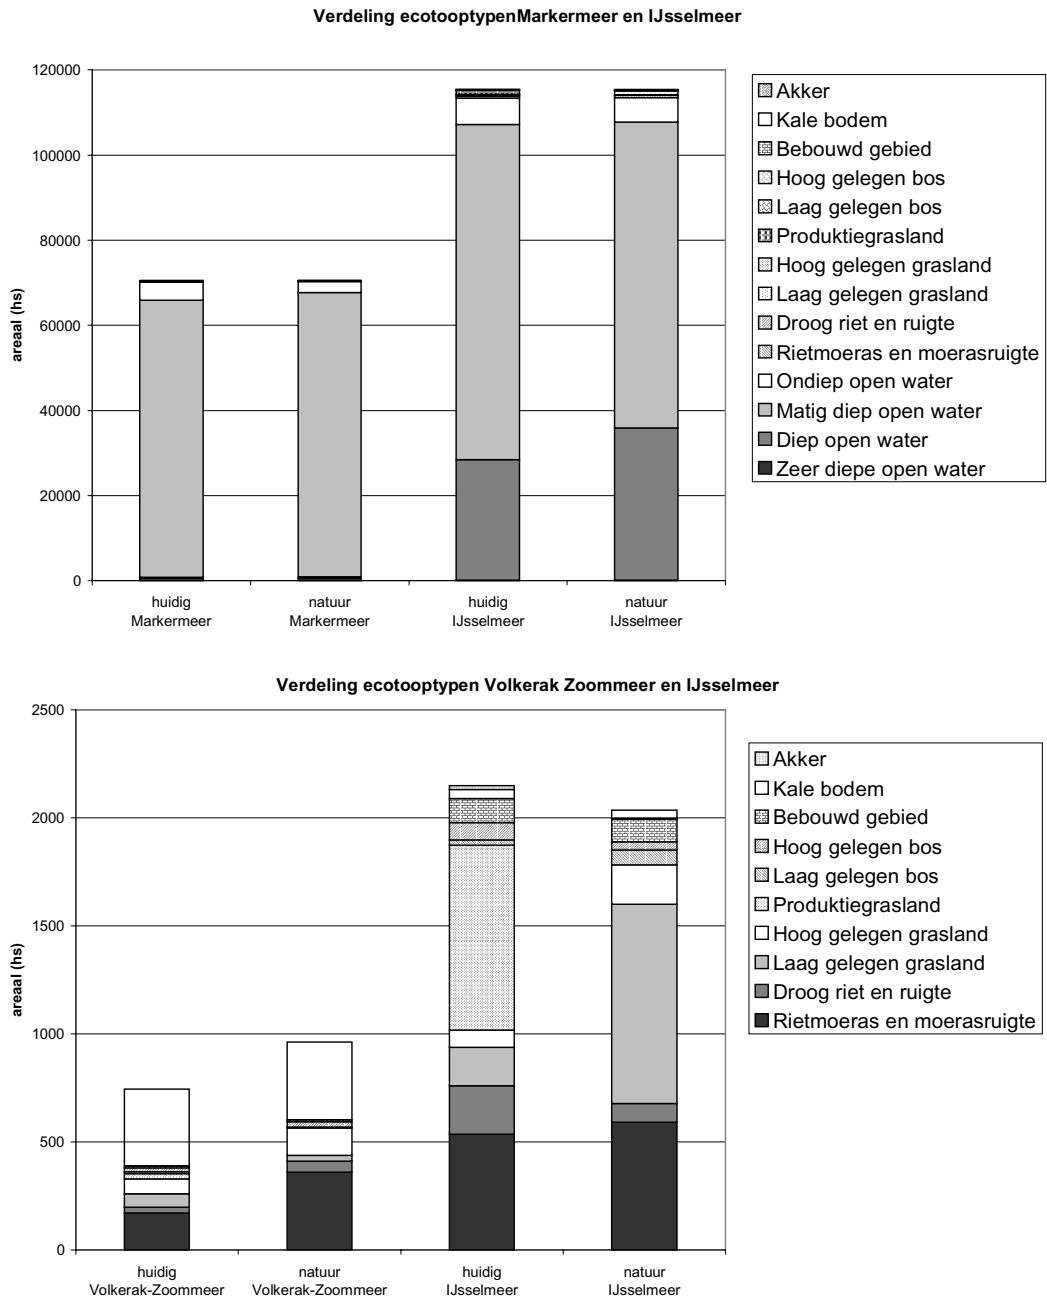 Verdeling ecotooptypenMarkermeer en IJsselmeer
areaal (hs)
120000
100000
80000
60000
40000
20000
0
huidig
Markermeer
natuur
Markermeer
huidig
IJsselmeer
natuur
IJsselmeer
Akker
Kale bodem
Bebouwd gebied
Hoog gelegen bos
Laag gelegen bos
Produktiegrasland
Hoog gelegen grasland
Laag gelegen grasland
Droog riet en ruigte
Rietmoeras en moerasruigte
Ondiep open water
Matig diep open water
Diep open water
Zeer diepe open water
Verdeling ecotooptypen Volkerak Zoommeer en IJsselmeer
areaal (hs)
2500
2000
1500
1000
500
0
huidig
Volkerak-Zoommeer
natuur
Volkerak-Zoommeer
huidig
IJsselmeer
natuur
IJsselmeer
Akker
Kale bodem
Bebouwd gebied
Hoog gelegen bos
Laag gelegen bos
Produktiegrasland
Hoog gelegen grasland
Laag gelegen grasland
Droog riet en ruigte
Rietmoeras en moerasruigte